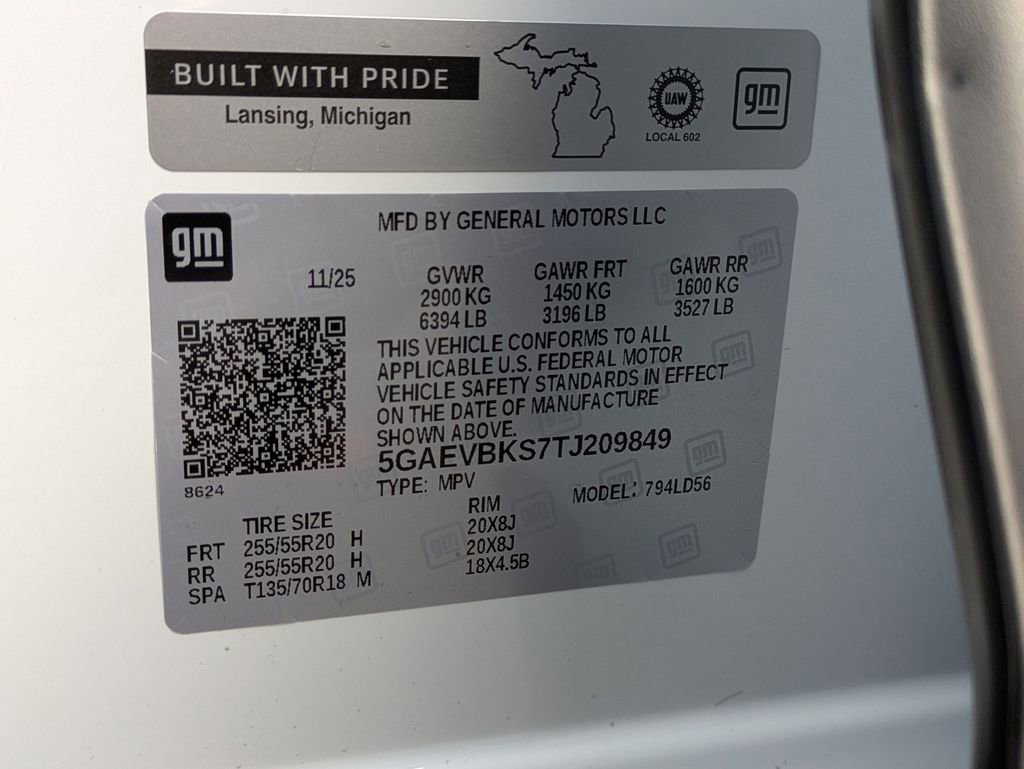 BUILT WITH PRIDE
Lansing, Michigan
UAW
LOCAL 602
gm
gm
MFD BY GENERAL MOTORS LLC
11/25
GVWR GAWR FRT GAWR RR
2900 KG 1450 KG 1600 KG
6394 LB 3196 LB 3527 LB
THIS VEHICLE CONFORMS TO ALL
APPLICABLE U.S. FEDERAL MOTOR
VEHICLE SAFETY STANDARDS IN EFFECT
ON THE DATE OF MANUFACTURE
SHOWN ABOVE.
5GAEVBKS7TJ209849
8624
TYPE: MPV MODEL: 794LD56
TIRE SIZE RIM
FRT 255/55R20 H 20X8J
RR 255/55R20 H 20X8J
SPA T135/70R18 M 18X4.5B